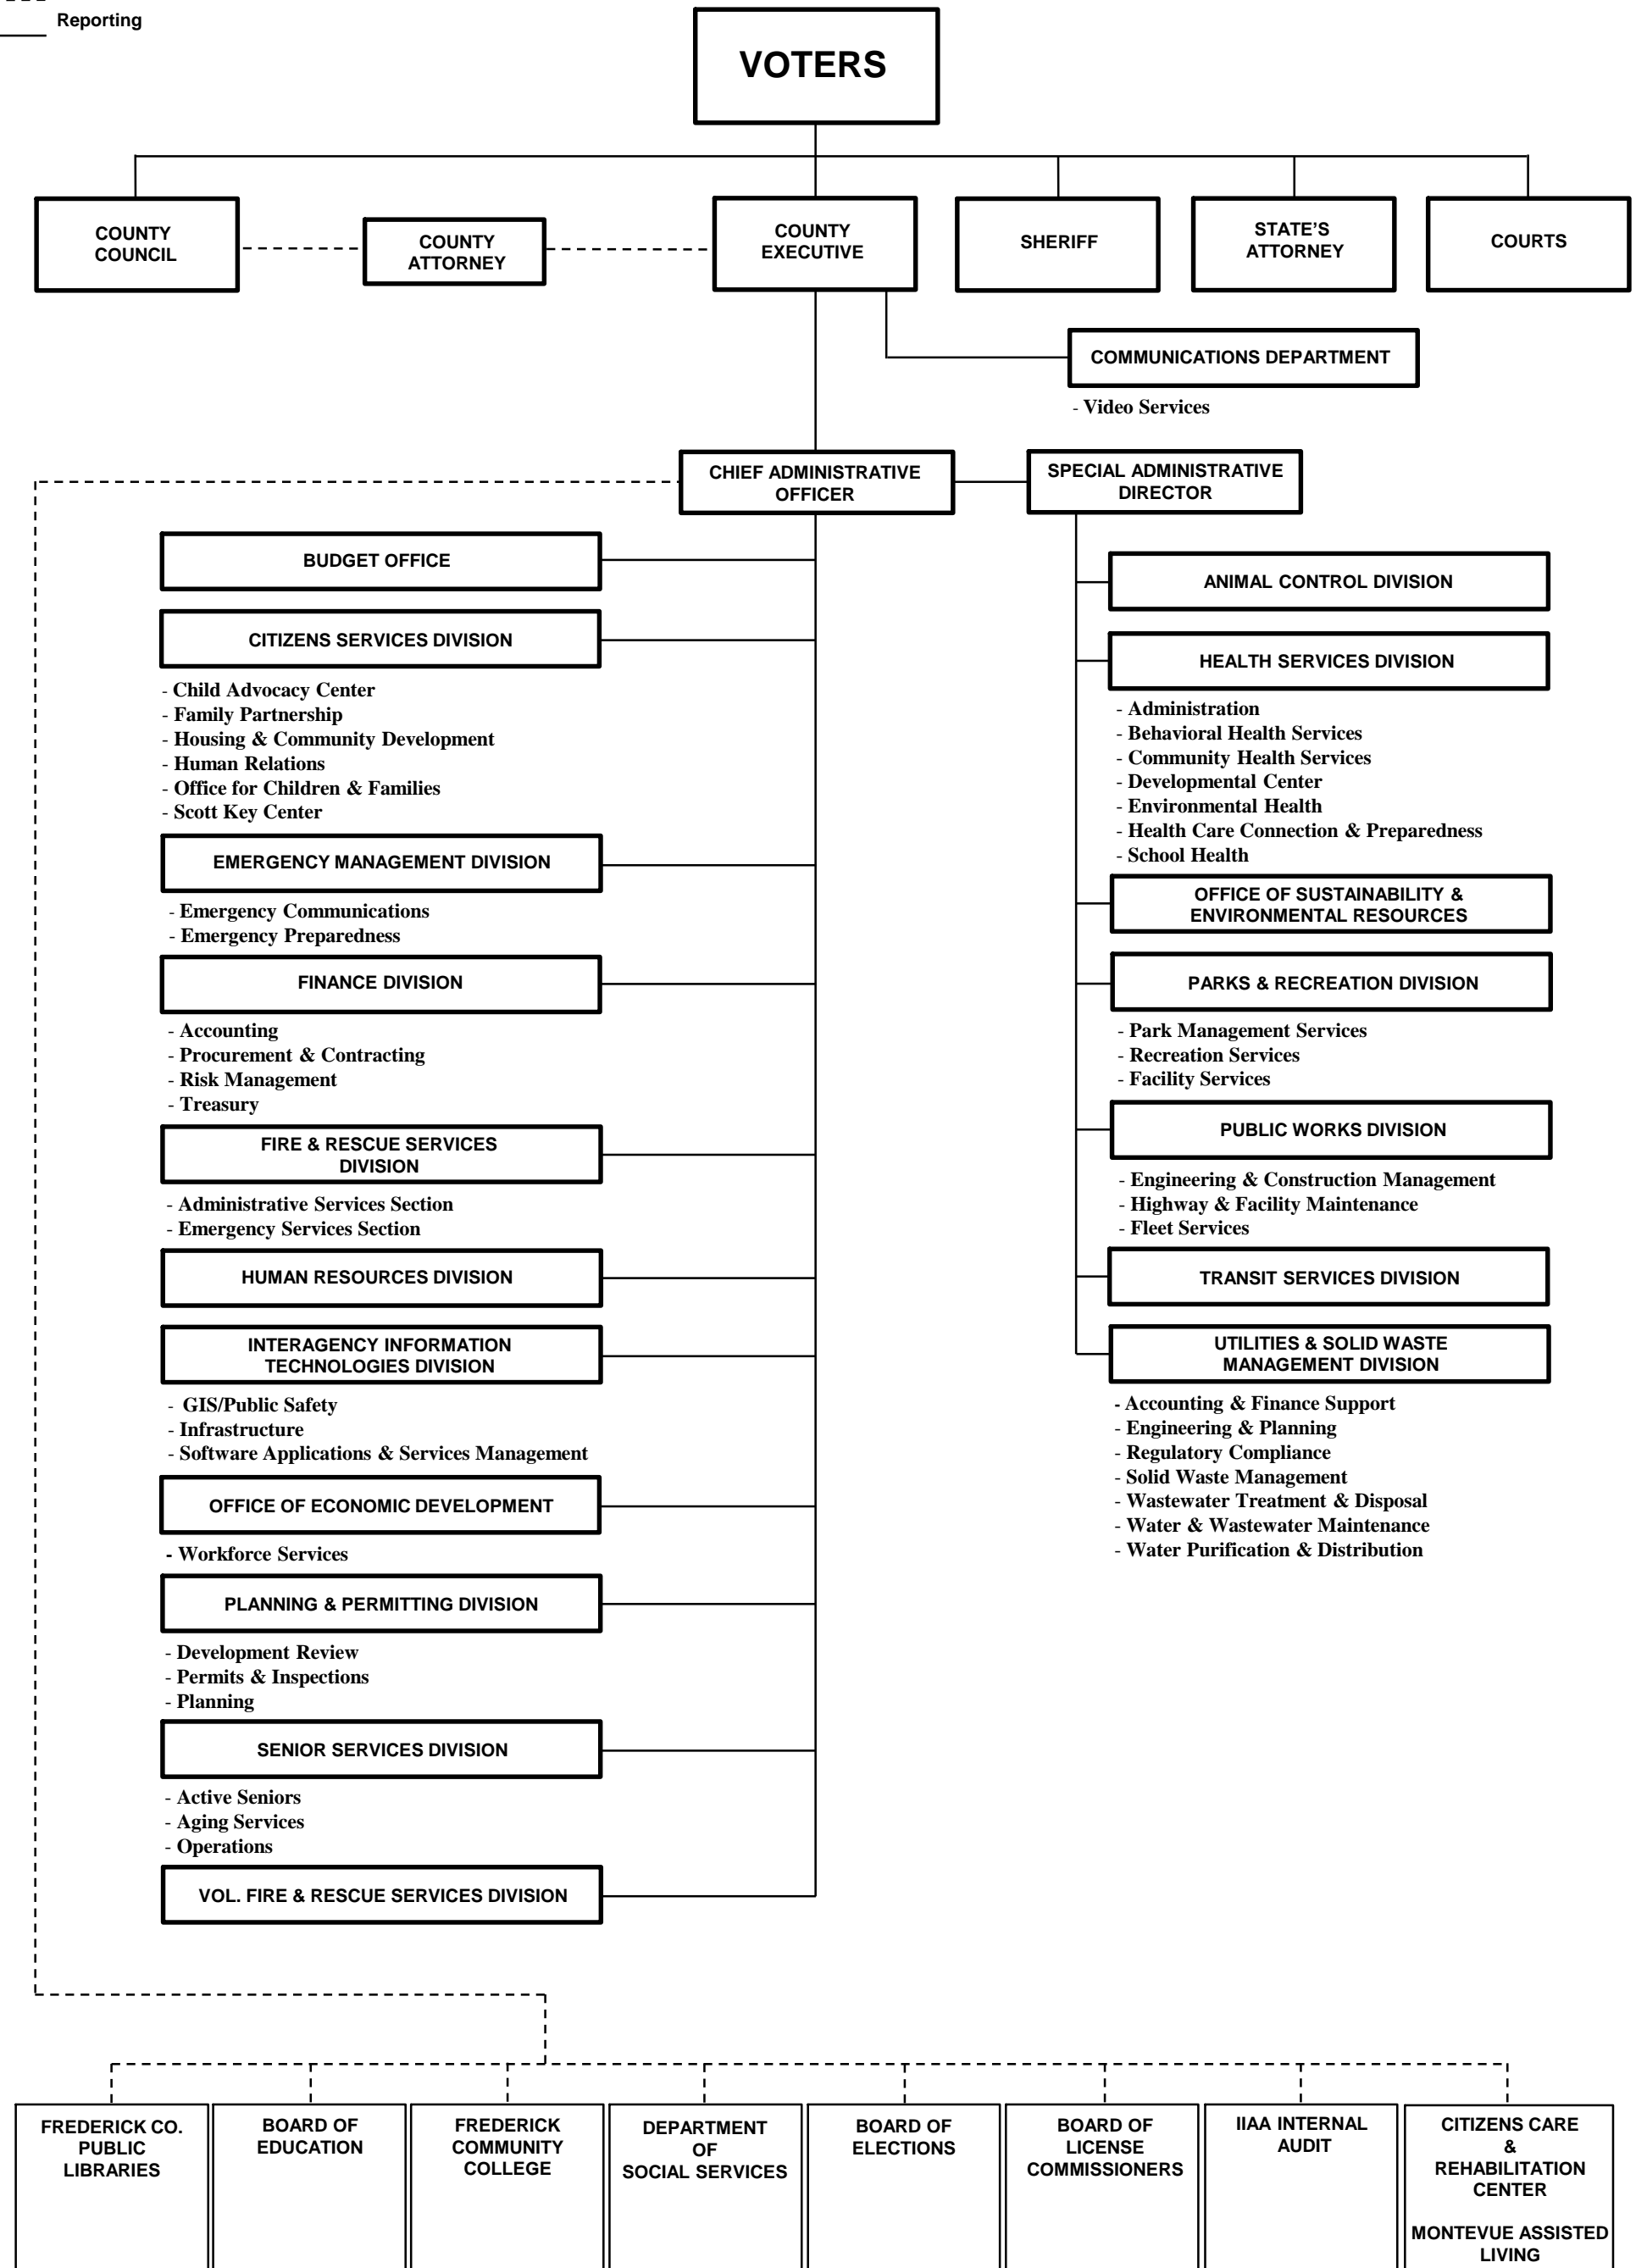 Reporting
VOTERS
COUNTY
COUNCIL
COUNTY
ATTORNEY
COUNTY
EXECUTIVE
SHERIFF
STATE’S
ATTORNEY
COURTS
COMMUNICATIONS DEPARTMENT
- Video Services
CHIEF ADMINISTRATIVE
OFFICER
SPECIAL ADMINISTRATIVE
DIRECTOR
BUDGET OFFICE
CITIZENS SERVICES DIVISION
- Child Advocacy Center
- Family Partnership
- Housing & Community Development
- Human Relations
- Office for Children & Families
- Scott Key Center
EMERGENCY MANAGEMENT DIVISION
- Emergency Communications
- Emergency Preparedness
FINANCE DIVISION
- Accounting
- Procurement & Contracting
- Risk Management
- Treasury
FIRE & RESCUE SERVICES
DIVISION
- Administrative Services Section
- Emergency Services Section
HUMAN RESOURCES DIVISION
INTERAGENCY INFORMATION
TECHNOLOGIES DIVISION
- GIS/Public Safety
- Infrastructure
- Software Applications & Services Management
OFFICE OF ECONOMIC DEVELOPMENT
- Workforce Services
PLANNING & PERMITTING DIVISION
- Development Review
- Permits & Inspections
- Planning
SENIOR SERVICES DIVISION
- Active Seniors
- Aging Services
- Operations
VOL. FIRE & RESCUE SERVICES DIVISION
ANIMAL CONTROL DIVISION
HEALTH SERVICES DIVISION
- Administration
- Behavioral Health Services
- Community Health Services
- Developmental Center
- Environmental Health
- Health Care Connection & Preparedness
- School Health
OFFICE OF SUSTAINABILITY &
ENVIRONMENTAL RESOURCES
PARKS & RECREATION DIVISION
- Park Management Services
- Recreation Services
- Facility Services
PUBLIC WORKS DIVISION
- Engineering & Construction Management
- Highway & Facility Maintenance
- Fleet Services
TRANSIT SERVICES DIVISION
UTILITIES & SOLID WASTE
MANAGEMENT DIVISION
- Accounting & Finance Support
- Engineering & Planning
- Regulatory Compliance
- Solid Waste Management
- Wastewater Treatment & Disposal
- Water & Wastewater Maintenance
- Water Purification & Distribution
FREDERICK CO.
PUBLIC
LIBRARIES
BOARD OF
EDUCATION
FREDERICK
COMMUNITY
COLLEGE
DEPARTMENT
OF
SOCIAL SERVICES
BOARD OF
ELECTIONS
BOARD OF
LICENSE
COMMISSIONERS
IIAA INTERNAL
AUDIT
CITIZENS CARE
&
REHABILITATION
CENTER
MONTEVUE ASSISTED
LIVING